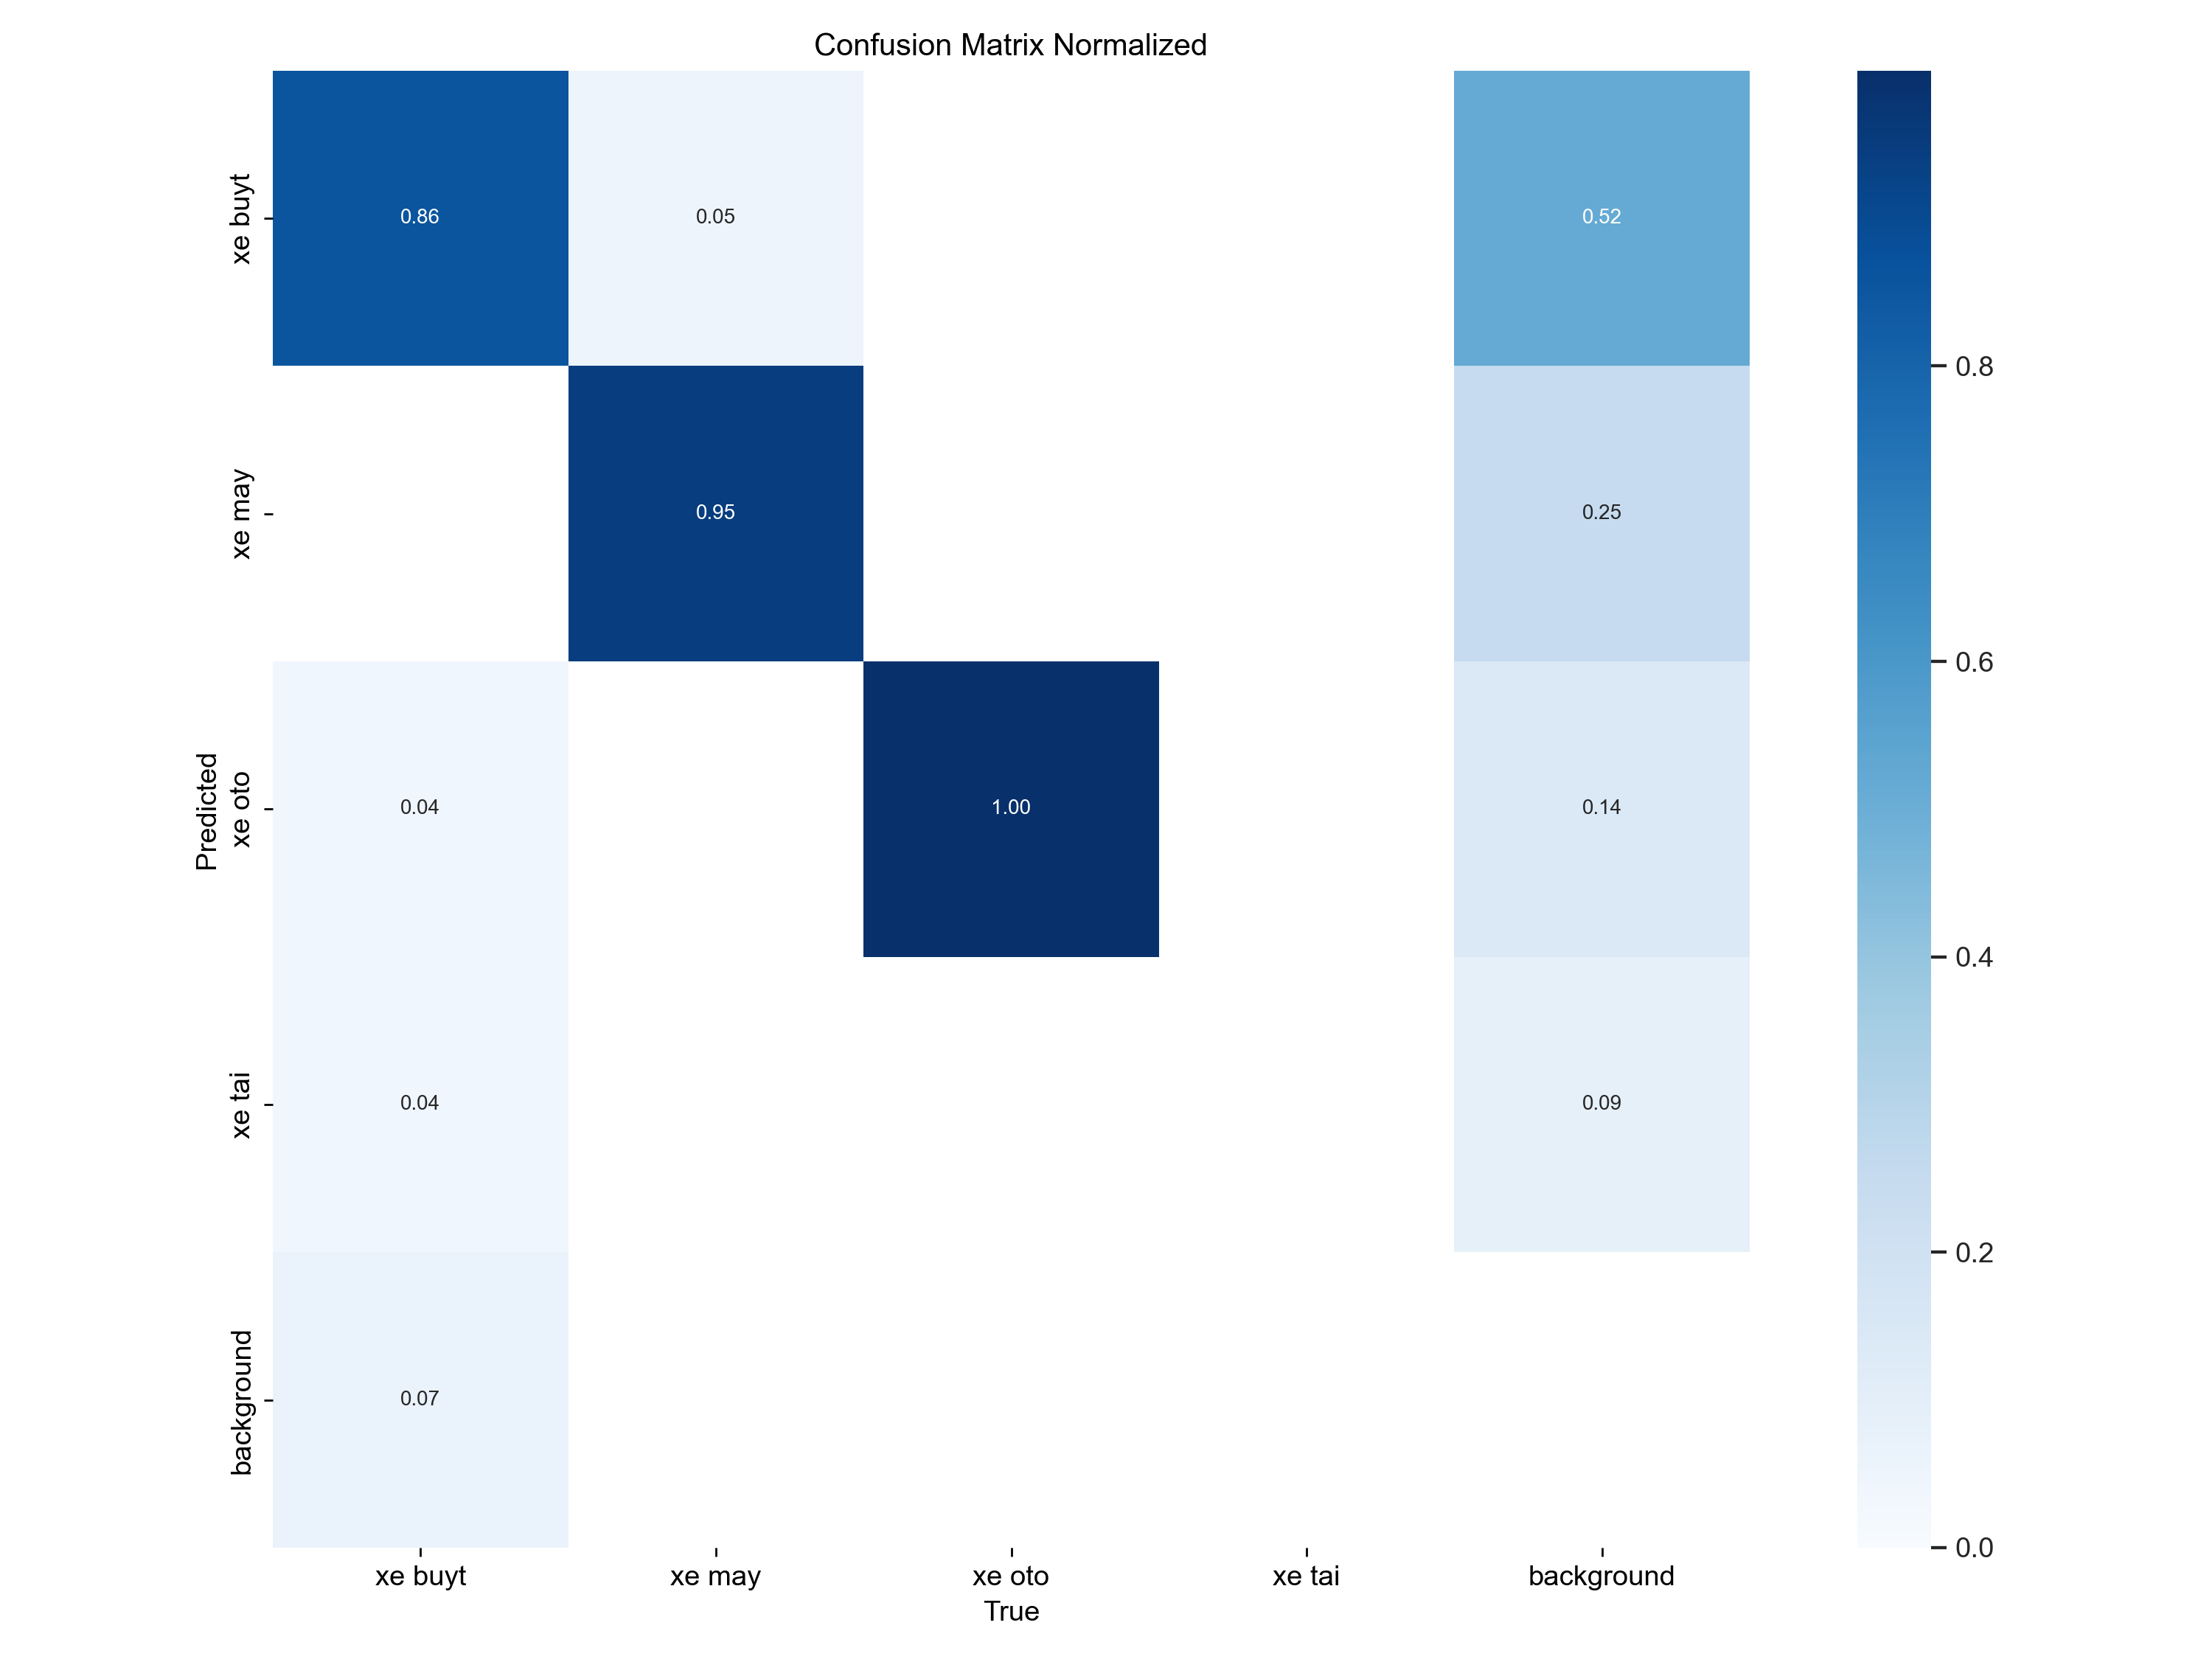 Confusion Matrix Normalized
xe buyt
0.86
0.05
0.52
xe may
0.95
0.25
Predicted
xe oto
0.04
1.00
0.14
xe tai
0.04
0.09
background
0.07
xe buyt
xe may
xe oto
xe tai
background
True
0.8
0.6
0.4
0.2
0.0